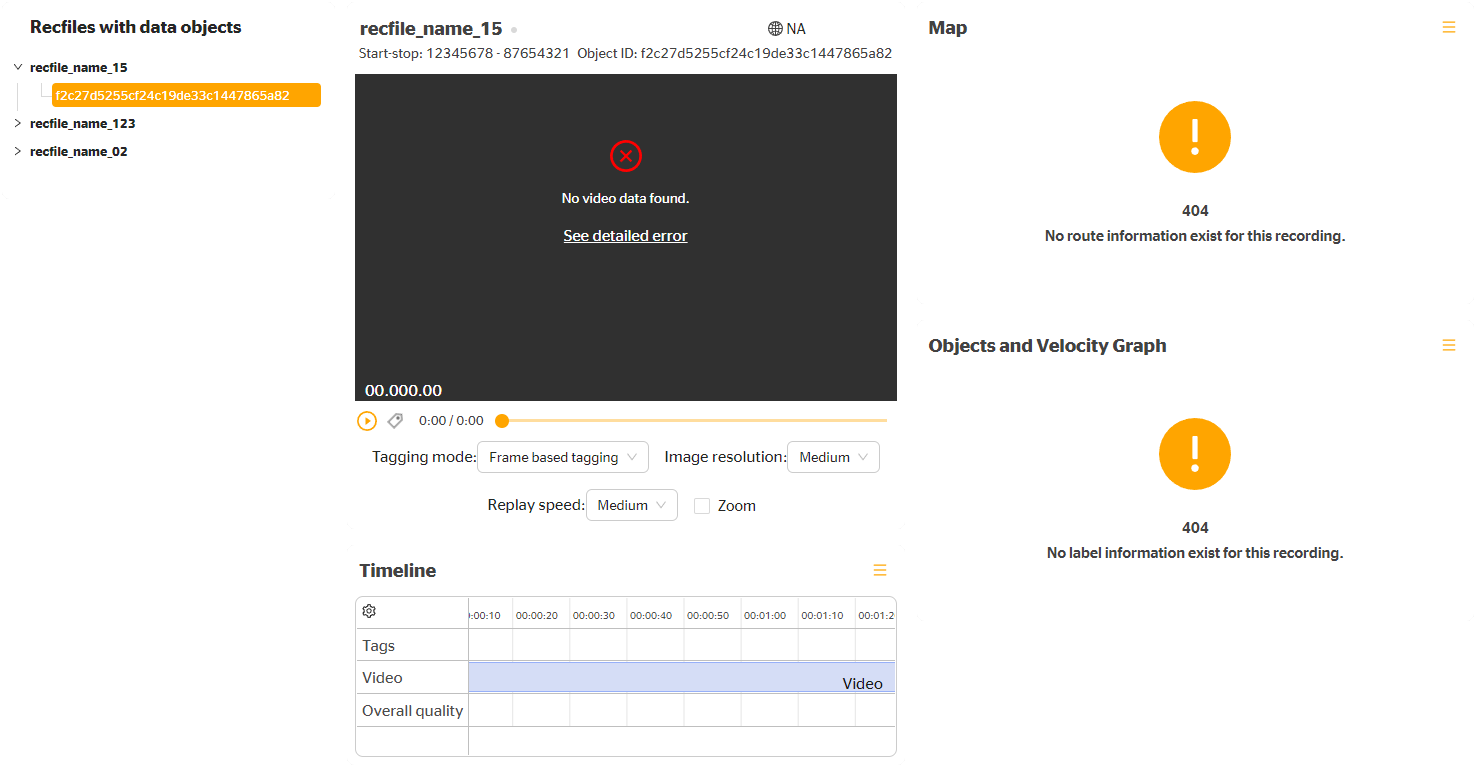 Recfiles with data objects
recfile_name_15
f2c27d5255cf24c19de33c1447865a82
recfile_name_123
recfile_name_02
recfile_name_15
NA
Start-stop: 12345678 - 87654321 Object ID: f2c27d5255cf24c19de33c1447865a82
No video data found.
See detailed error
00.000.00
0:00 / 0:00
Tagging mode: Frame based tagging Image resolution: Medium
Replay speed: Medium Zoom
Timeline
:00:10 00:00:20 00:00:30 00:00:40 00:00:50 00:01:00 00:01:10 00:01:2
Tags
Video Video
Overall quality
Map
404
No route information exist for this recording.
Objects and Velocity Graph
404
No label information exist for this recording.